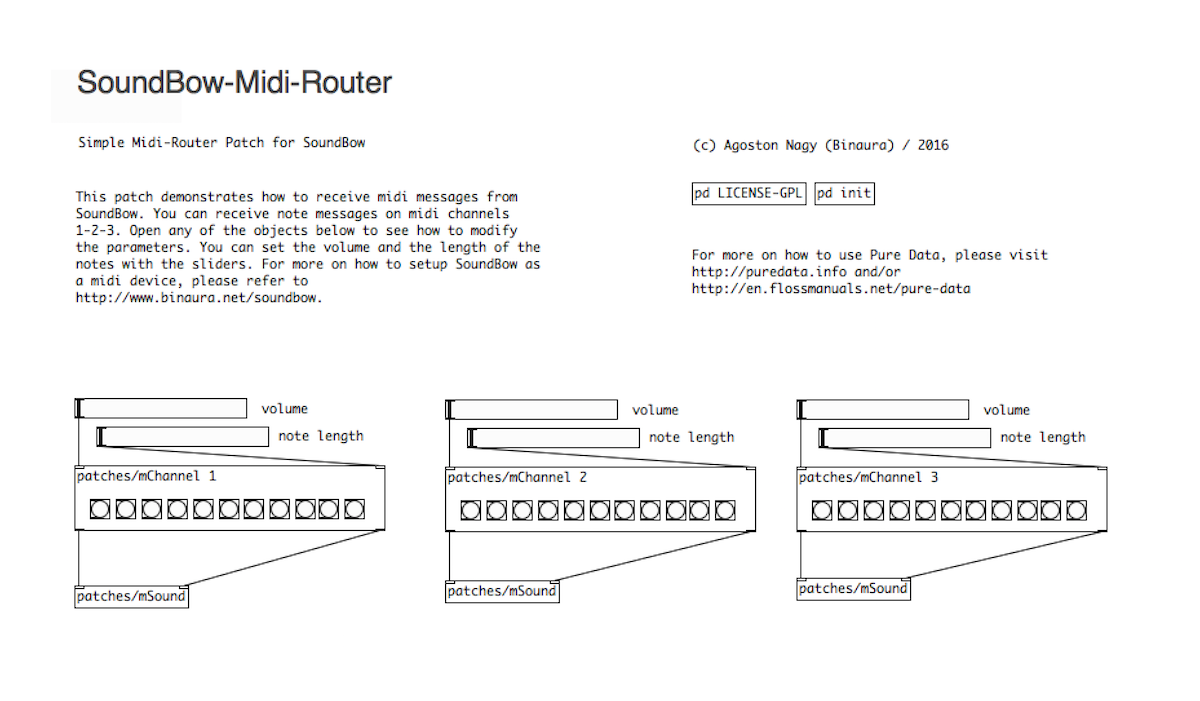 SoundBow-Midi-Router
Simple Midi-Router Patch for SoundBow
(c) Agoston Nagy (Binaura) / 2016
This patch demonstrates how to receive midi messages from
SoundBow. You can receive note messages on midi channels
1-2-3. Open any of the objects below to see how to modify
the parameters. You can set the volume and the length of the
notes with the sliders. For more on how to setup SoundBow as
a midi device, please refer to
http://www.binaura.net/soundbow.
pd LICENSE-GPL
pd init
For more on how to use Pure Data, please visit
http://puredata.info and/or
http://en.flossmanuals.net/pure-data
volume
note length
patches/mChannel 1
patches/mSound
volume
note length
patches/mChannel 2
patches/mSound
volume
note length
patches/mChannel 3
patches/mSound